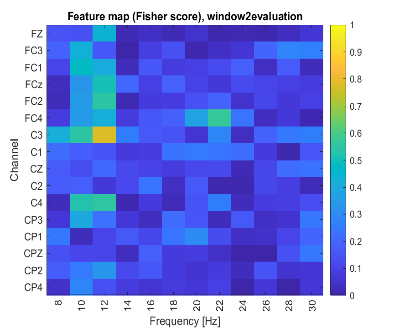 Feature map (Fisher score), window2evaluation
Channel
FZ
FC3
FC1
FCz
FC2
FC4
C3
C1
CZ
C2
C4
CP3
CP1
CPZ
CP2
CP4
8 10 12 14 16 18 20 22 24 26 28 30
Frequency [Hz]
1
0.9
0.8
0.7
0.6
0.5
0.4
0.3
0.2
0.1
0